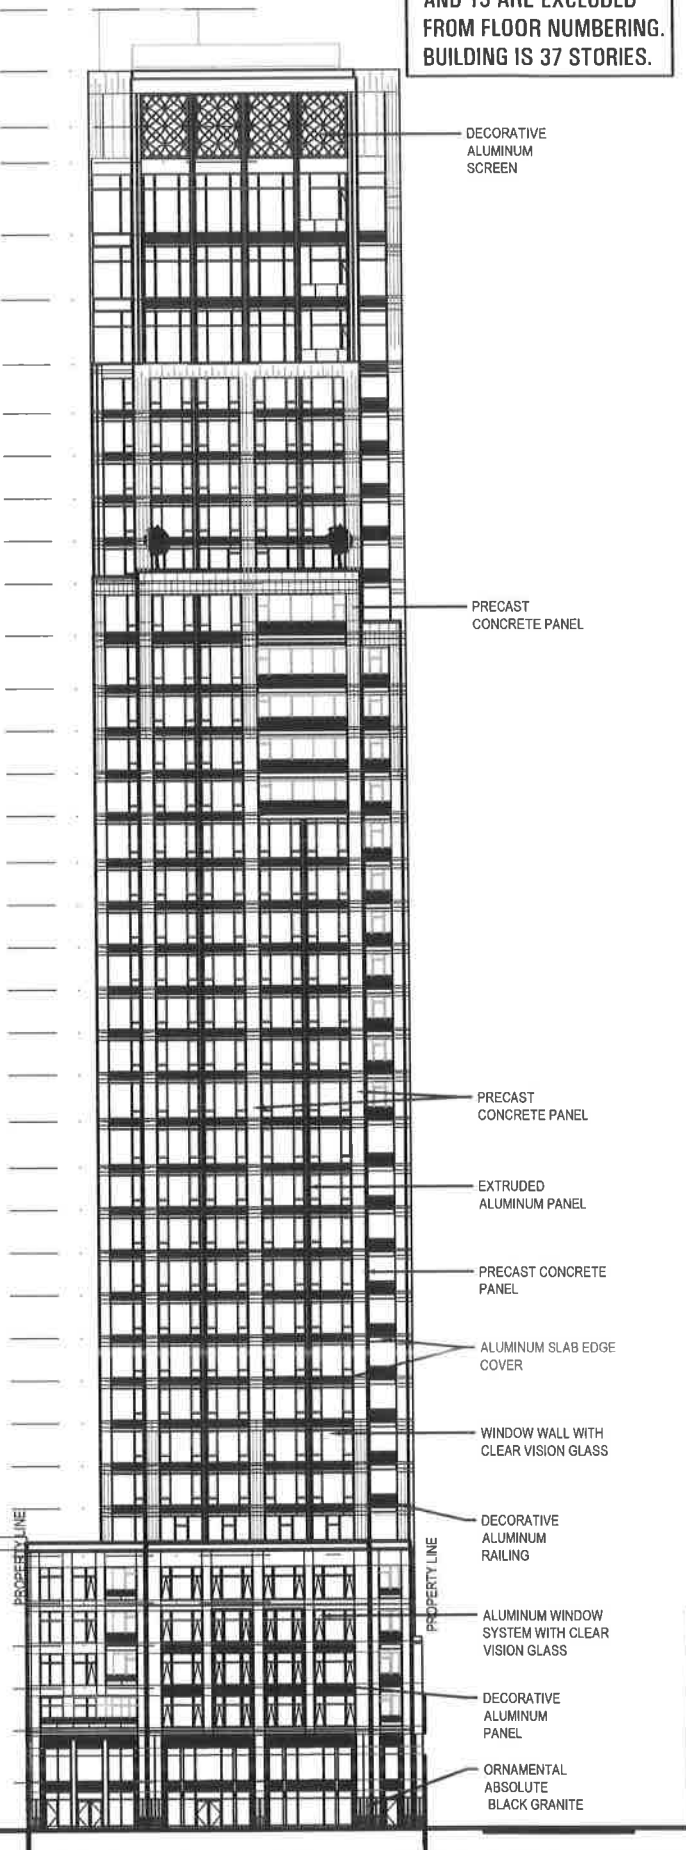 AND 13 ARE EXCLUDED
FROM FLOOR NUMBERING.
BUILDING IS 37 STORIES.
DECORATIVE
ALUMINUM
SCREEN
PRECAST
CONCRETE PANEL
PRECAST
CONCRETE PANEL
EXTRUDED
ALUMINUM PANEL
PRECAST CONCRETE
PANEL
ALUMINUM SLAB EDGE
COVER
WINDOW WALL WITH
CLEAR VISION GLASS
DECORATIVE
ALUMINUM
RAILING
PROPERTY LINE
PROPERTY LINE
ALUMINUM WINDOW
SYSTEM WITH CLEAR
VISION GLASS
DECORATIVE
ALUMINUM
PANEL
ORNAMENTAL
ABSOLUTE
BLACK GRANITE